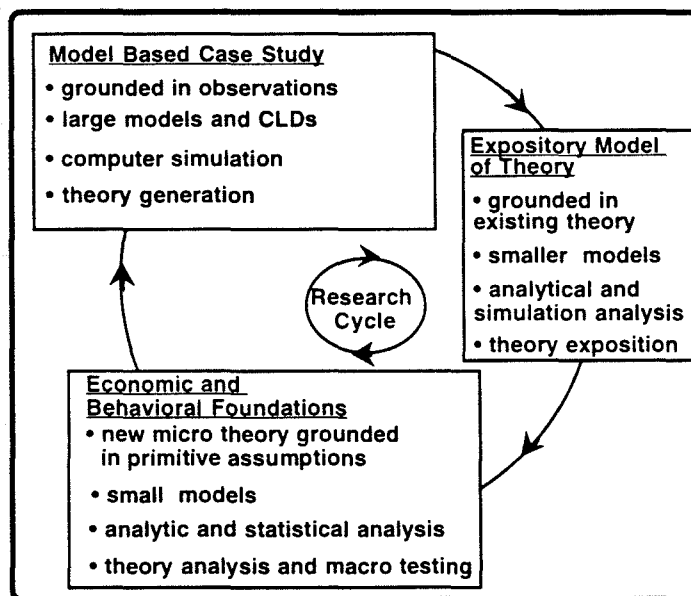 Model Based Case Study
• grounded in observations
• large models and CLDs
• computer simulation
• theory generation
Expository Model
of Theory
• grounded in
existing theory
• smaller models
• analytical and
simulation analysis
• theory exposition
Research
Cycle
Economic and
Behavioral Foundations
• new micro theory grounded
in primitive assumptions
• small models
• analytic and statistical analysis
• theory analysis and macro testing